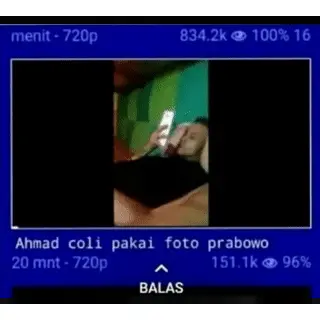 menit - 720p 834.2k 100% 16
Ahmad coli pakai foto prabowo
20 mnt - 720p 151.1k 96%
BALAS